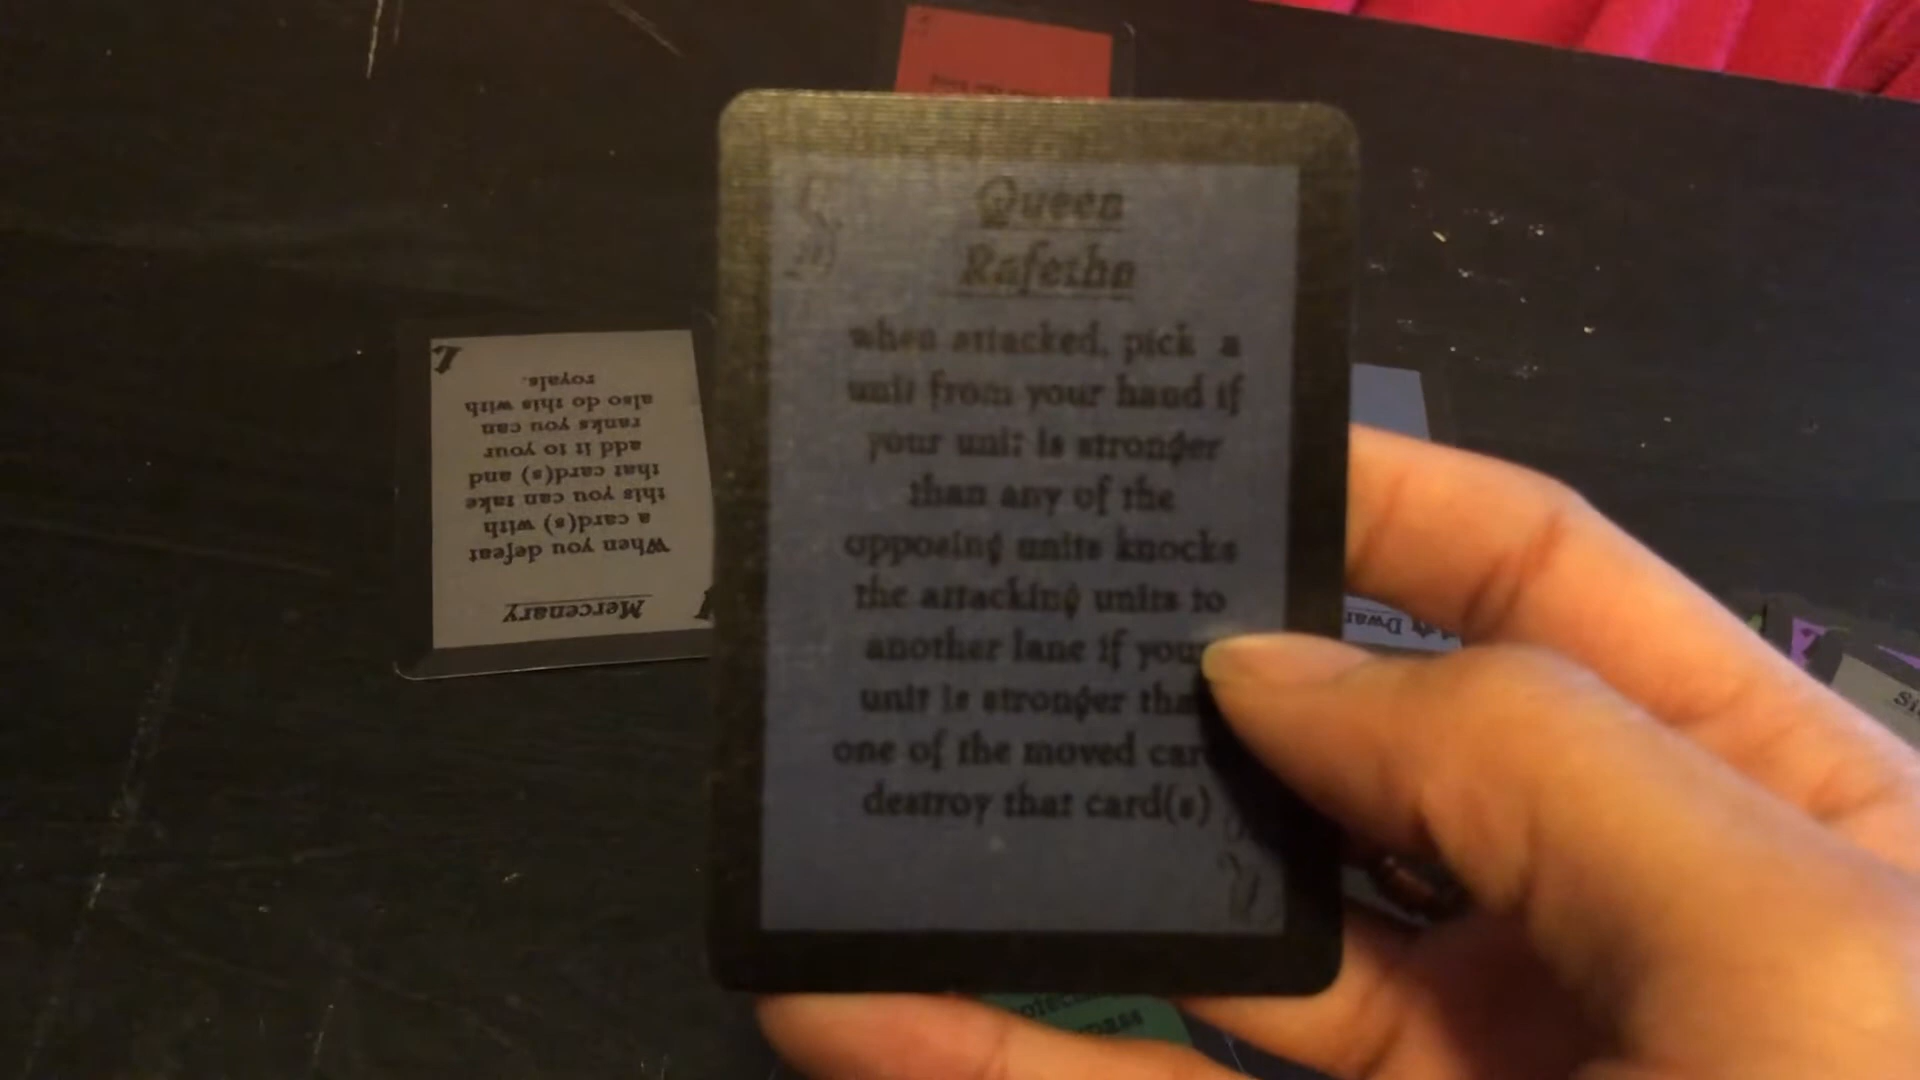 Queen
Rafetha
when attacked, pick a
unit from your hand if
your unit is stronger
than any of the
opposing units knocks
the attacking units to
another lane if your
unit is stronger than
one of the moved
destroy that card(s)
Mercenary
When you defeat
a card(s) with
this you can take
that card(s) and
add it to your
ranks you can
also do this with
royals.